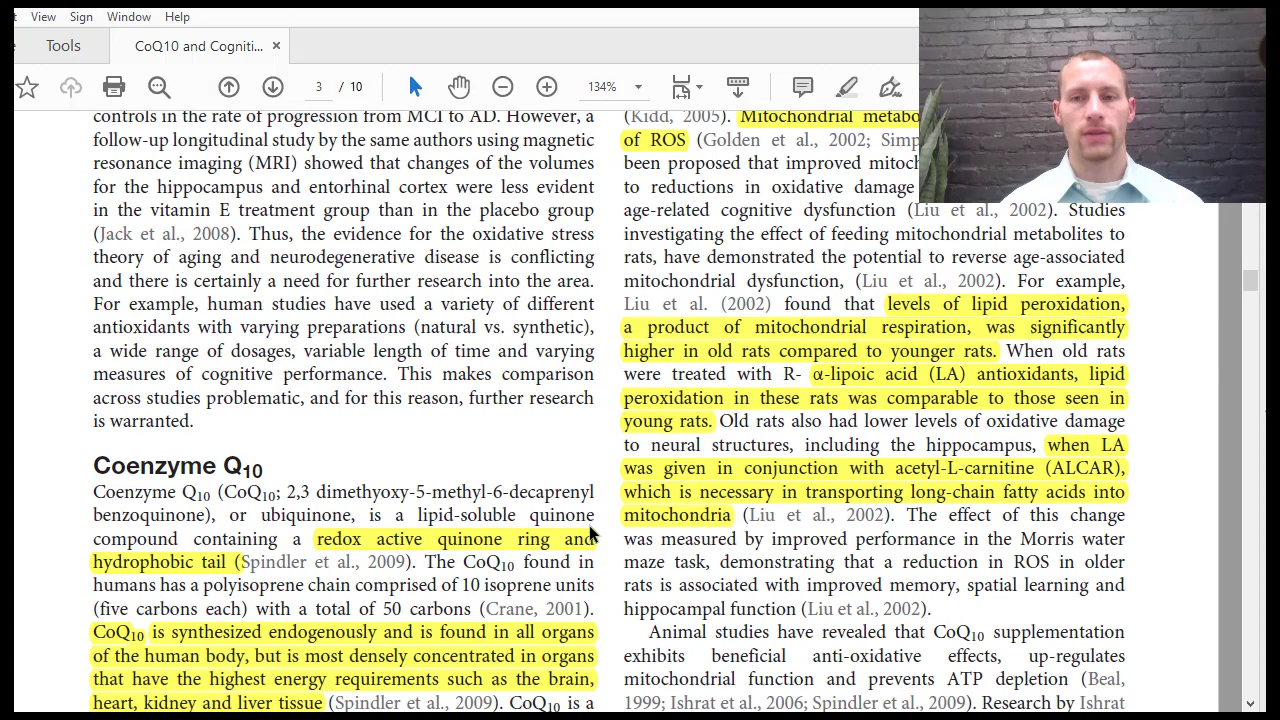 View Sign Window Help
Tools CoQ10 and Cogniti... ×
3 / 10 134%
controls in the rate of progression from MCI to AD. However, a
follow-up longitudinal study by the same authors using magnetic
resonance imaging (MRI) showed that changes of the volumes
for the hippocampus and entorhinal cortex were less evident
in the vitamin E treatment group than in the placebo group
(Jack et al., 2008). Thus, the evidence for the oxidative stress
theory of aging and neurodegenerative disease is conflicting
and there is certainly a need for further research into the area.
For example, human studies have used a variety of different
antioxidants with varying preparations (natural vs. synthetic),
a wide range of dosages, variable length of time and varying
measures of cognitive performance. This makes comparison
across studies problematic, and for this reason, further research
is warranted.
Coenzyme Q10
Coenzyme Q10 (CoQ10; 2,3 dimethyoxy-5-methyl-6-decaprenyl
benzoquinone), or ubiquinone, is a lipid-soluble quinone
compound containing a redox active quinone ring and
hydrophobic tail (Spindler et al., 2009). The CoQ10 found in
humans has a polyisoprene chain comprised of 10 isoprene units
(five carbons each) with a total of 50 carbons (Crane, 2001).
CoQ10 is synthesized endogenously and is found in all organs
of the human body, but is most densely concentrated in organs
that have the highest energy requirements such as the brain,
heart, kidney and liver tissue (Spindler et al., 2009). CoQ10 is a
(Kidd, 2005). Mitochondrial metabo
of ROS (Golden et al., 2002; Simp
been proposed that improved mitoch
to reductions in oxidative damage
age-related cognitive dysfunction (Liu et al., 2002). Studies
investigating the effect of feeding mitochondrial metabolites to
rats, have demonstrated the potential to reverse age-associated
mitochondrial dysfunction, (Liu et al., 2002). For example,
Liu et al. (2002) found that levels of lipid peroxidation,
a product of mitochondrial respiration, was significantly
higher in old rats compared to younger rats. When old rats
were treated with R- α-lipoic acid (LA) antioxidants, lipid
peroxidation in these rats was comparable to those seen in
young rats. Old rats also had lower levels of oxidative damage
to neural structures, including the hippocampus, when LA
was given in conjunction with acetyl-L-carnitine (ALCAR),
which is necessary in transporting long-chain fatty acids into
mitochondria (Liu et al., 2002). The effect of this change
was measured by improved performance in the Morris water
maze task, demonstrating that a reduction in ROS in older
rats is associated with improved memory, spatial learning and
hippocampal function (Liu et al., 2002).
Animal studies have revealed that CoQ10 supplementation
exhibits beneficial anti-oxidative effects, up-regulates
mitochondrial function and prevents ATP depletion (Beal,
1999; Ishrat et al., 2006; Spindler et al., 2009). Research by Ishrat